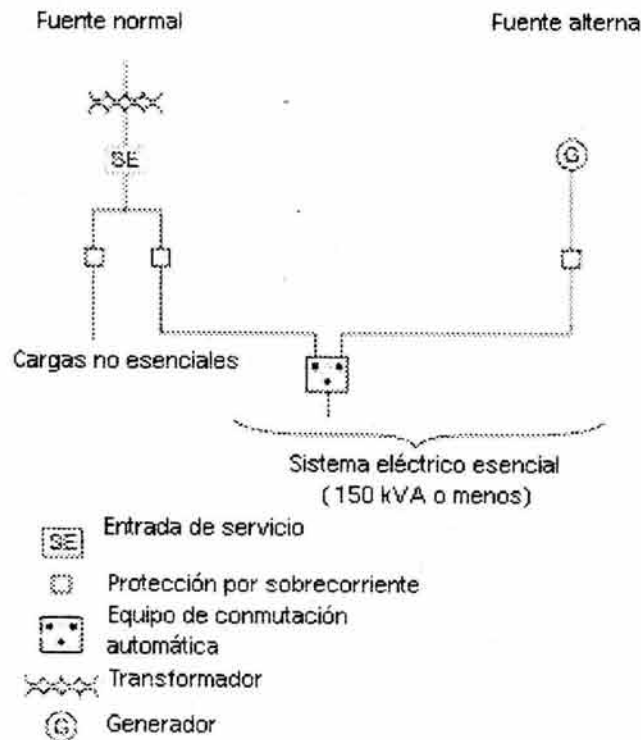 Fuente normal
Fuente alterna
SE
G
Cargas no esenciales
Sistema eléctrico esencial
(150 kVA o menos)
SE
Entrada de servicio
Protección por sobrecorriente
Equipo de conmutación
automática
Transformador
G
Generador